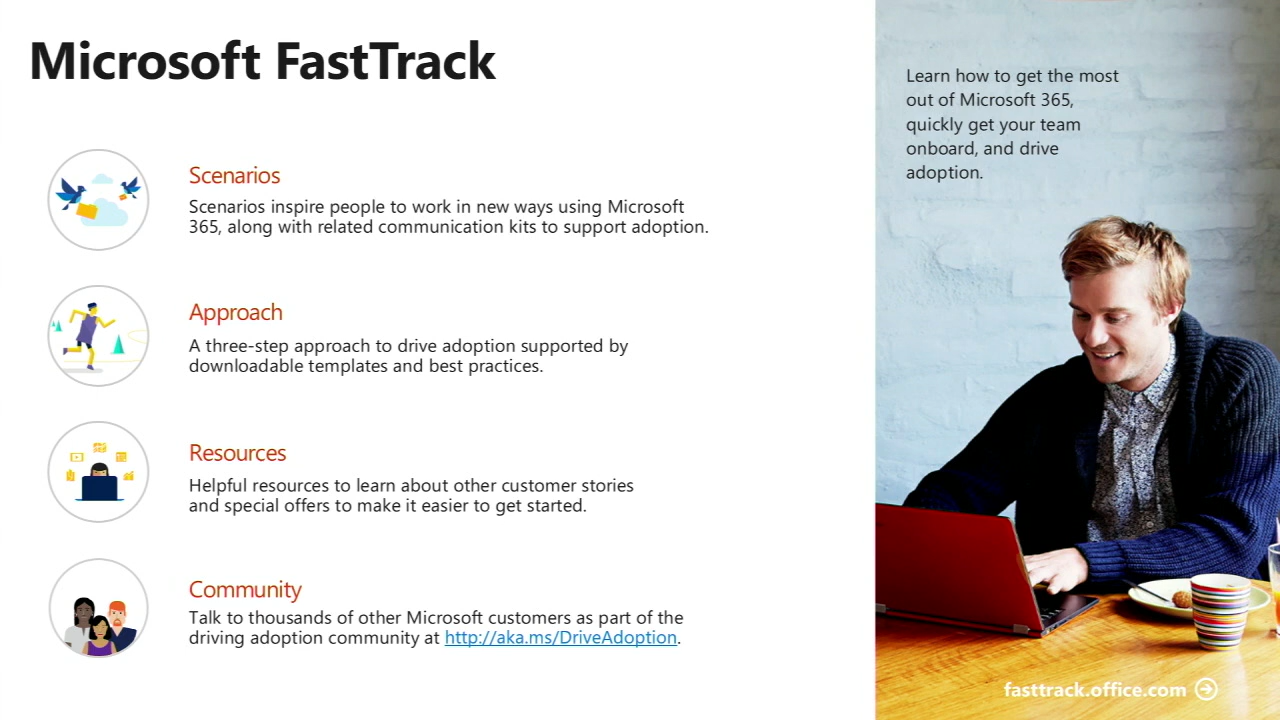 Microsoft FastTrack
Scenarios
Scenarios inspire people to work in new ways using Microsoft
365, along with related communication kits to support adoption.
Approach
A three-step approach to drive adoption supported by
downloadable templates and best practices.
Resources
Helpful resources to learn about other customer stories
and special offers to make it easier to get started.
Community
Talk to thousands of other Microsoft customers as part of the
driving adoption community at http://aka.ms/DriveAdoption.
Learn how to get the most
out of Microsoft 365,
quickly get your team
onboard, and drive
adoption.
fasttrack.office.com